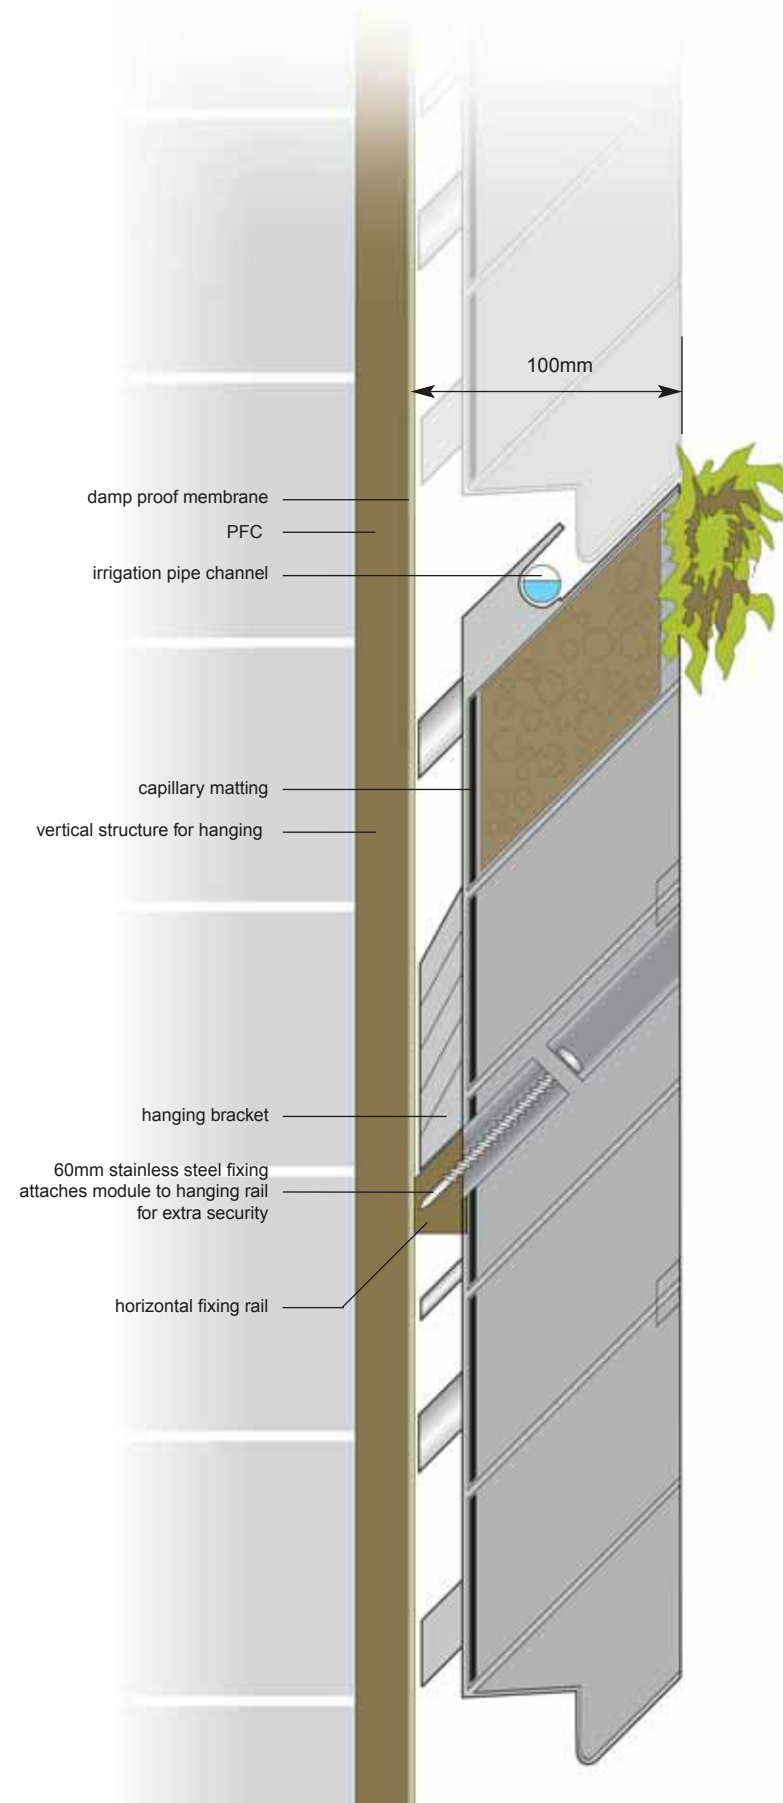 100mm
damp proof membrane
PFC
irrigation pipe channel
capillary matting
vertical structure for hanging
hanging bracket
60mm stainless steel fixing
attaches module to hanging rail
for extra security
horizontal fixing rail